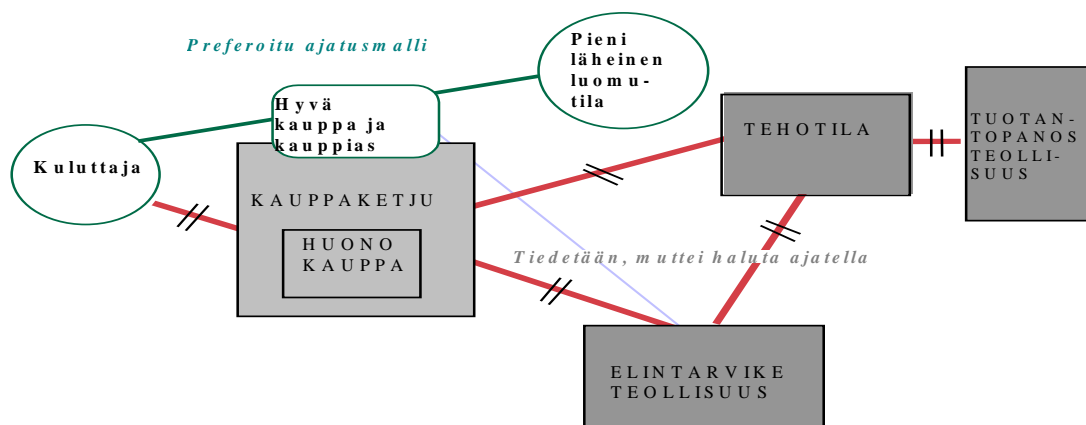 Preferoitu ajatusmalli
Pieni
läheinen
luomu-
tila
Hyvä
kauppa ja
kauppias
Kuluttaja
TEHOTILA
TUOTAN-
TOPANOS
TEOLLI-
SUUS
KAUPPAKETJU
HUONO
KAUPPA
Tiedetään, muttei haluta ajatella
ELINTARVIKE
TEOLLISUUS